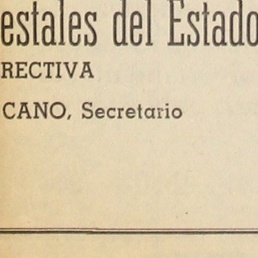 estales del Estado
RECTIVA
CANO, Secretario